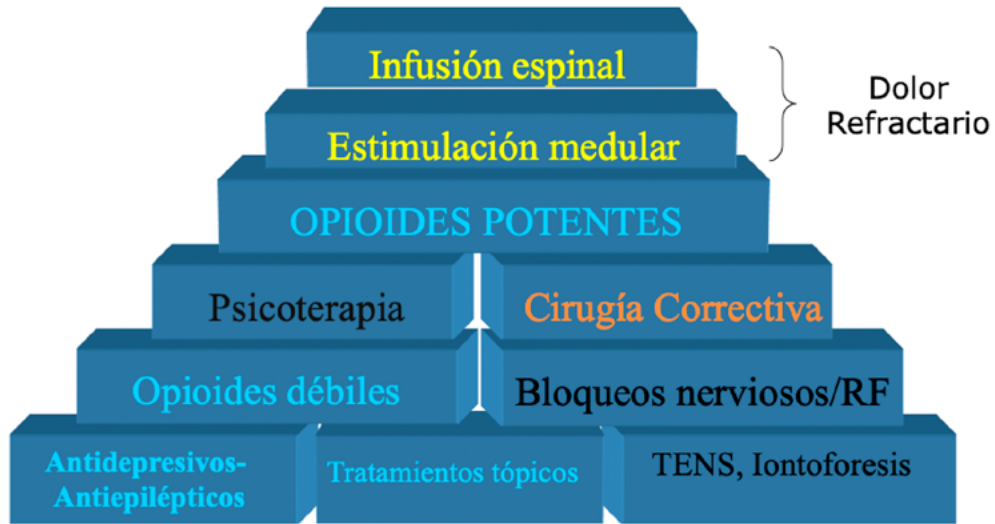 Infusión espinal
Estimulación medular
Dolor
Refractario
OPIOIDES POTENTES
Psicoterapia
Cirugía Correctiva
Opioides débiles
Bloqueos nerviosos/RF
Antidepresivos-
Antiepilépticos
Tratamientos tópicos
TENS, Iontoforesis